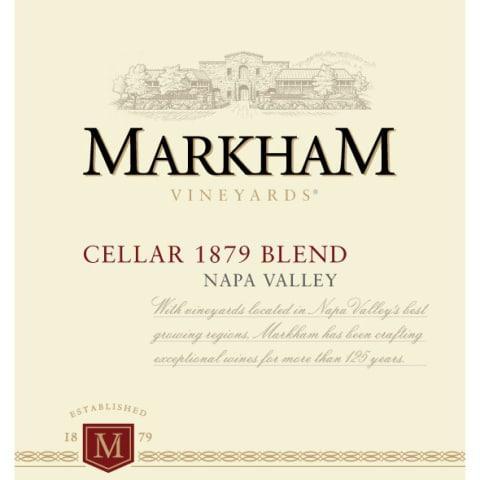 MARKHAM
VINEYARDS®
CELLAR 1879 BLEND
NAPA VALLEY
With vineyards located in Napa Valley's best
growing regions, Markham has been crafting
exceptional wines for more than 125 years.
ESTABLISHED
18 M 79